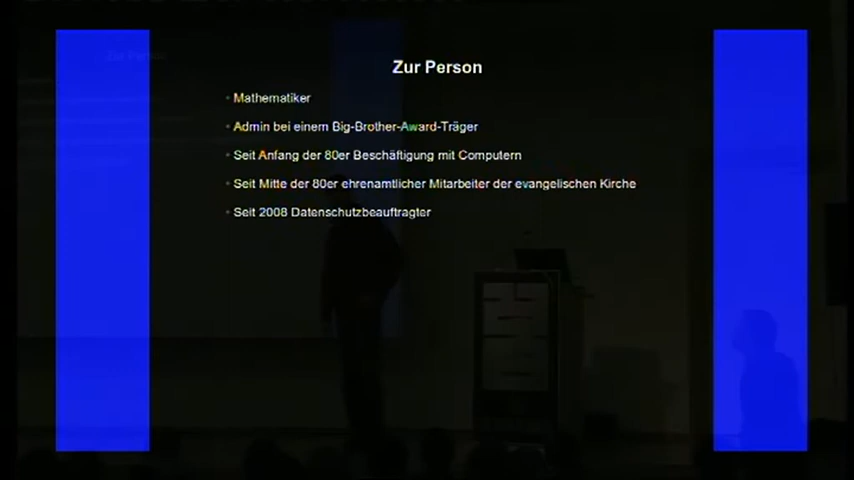 Zur Person
Mathematiker
Admin bei einem Big-Brother-Award-Träger
Seit Anfang der 80er Beschäftigung mit Computern
Seit Mitte der 80er ehrenamtlicher Mitarbeiter der evangelischen Kirche
Seit 2008 Datenschutzbeauftragter